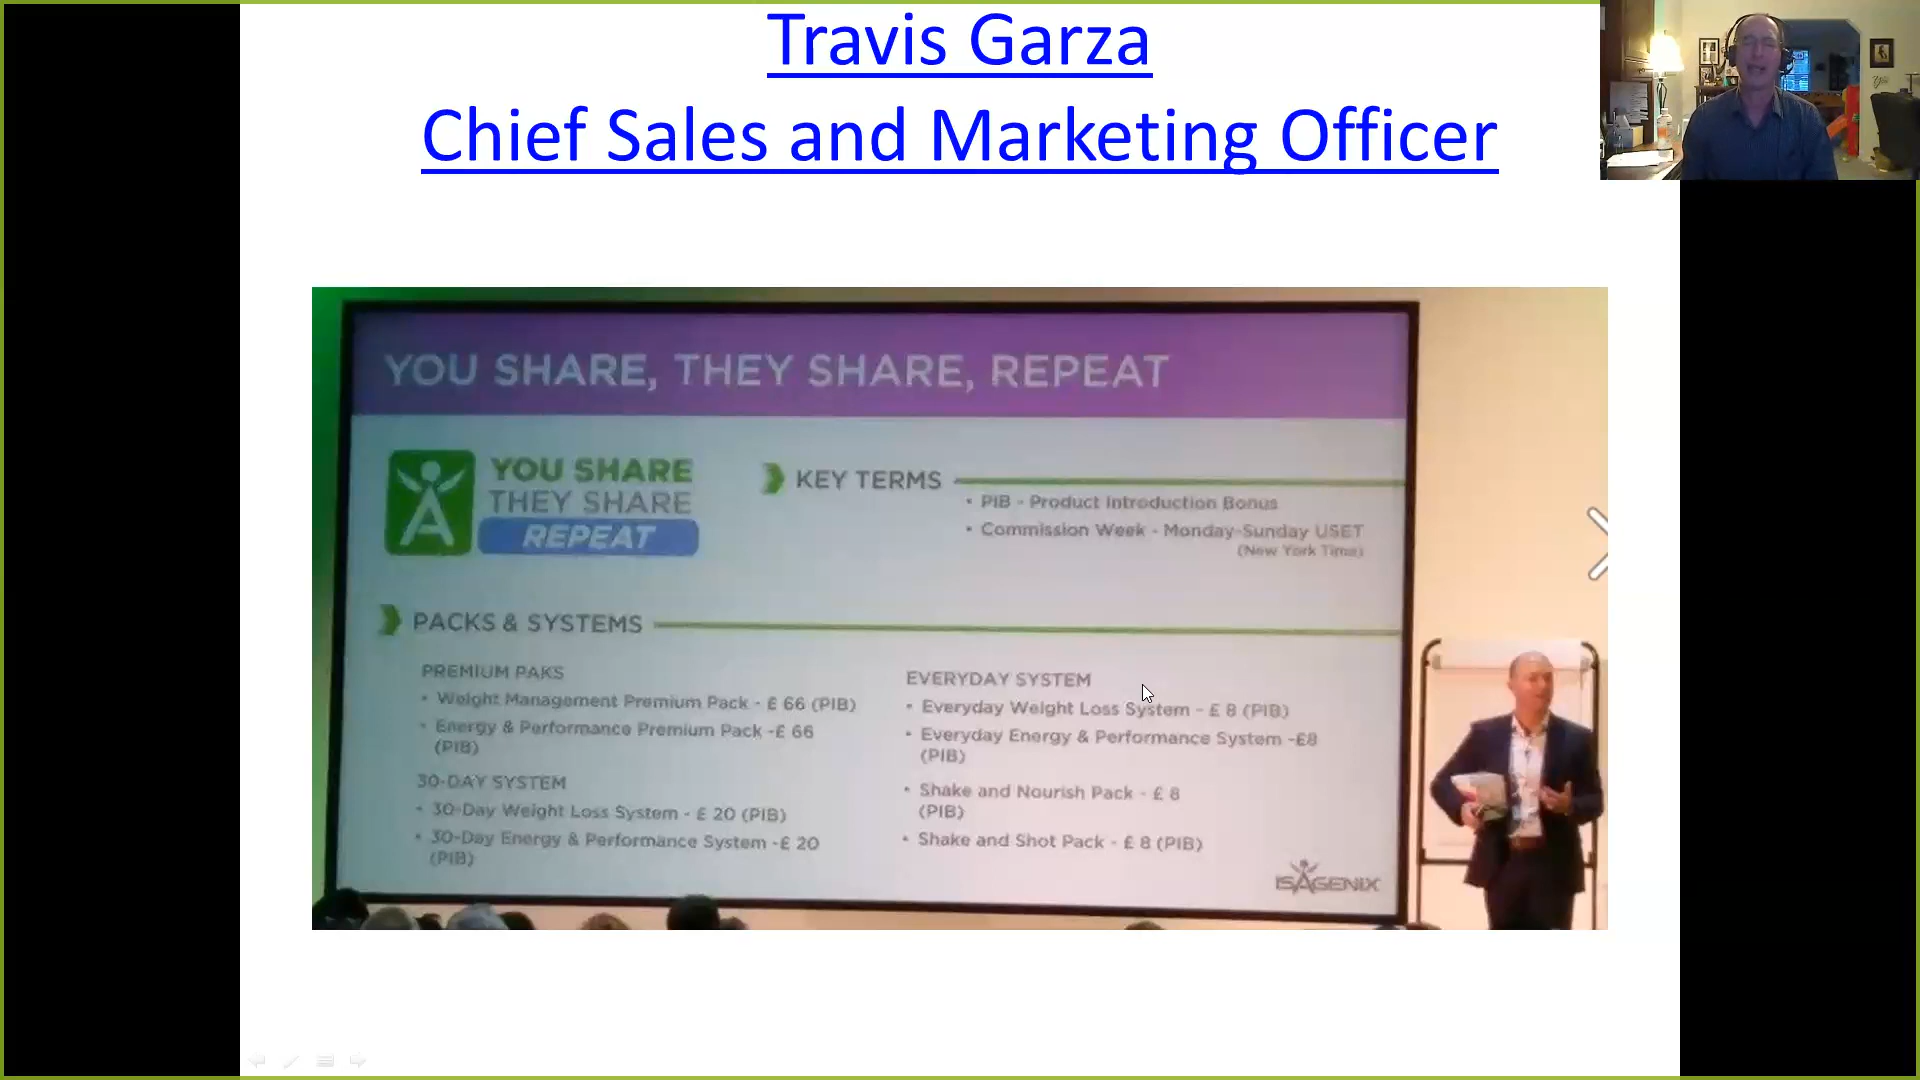 Travis Garza
Chief Sales and Marketing Officer
YOU SHARE, THEY SHARE, REPEAT
YOU SHARE
THEY SHARE
REPEAT
KEY TERMS
• PIB - Product Introduction Bonus
• Commission Week - Monday-Sunday USET
(New York Time)
PACKS & SYSTEMS
PREMIUM PAKS
• Weight Management Premium Pack - £ 66 (PIB)
• Energy & Performance Premium Pack -£ 66
(PIB)
30-DAY SYSTEM
• 30-Day Weight Loss System - £ 20 (PIB)
• 30-Day Energy & Performance System -£ 20
(PIB)
EVERYDAY SYSTEM
• Everyday Weight Loss System - £ 8 (PIB)
• Everyday Energy & Performance System -£8
(PIB)
• Shake and Nourish Pack - £ 8
(PIB)
• Shake and Shot Pack - £ 8 (PIB)
ISAGENIX